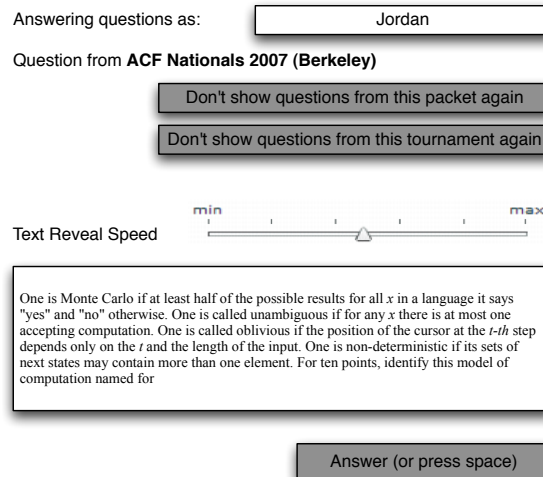 Answering questions as: Jordan
Question from ACF Nationals 2007 (Berkeley)
Don't show questions from this packet again
Don't show questions from this tournament again
min max
Text Reveal Speed
One is Monte Carlo if at least half of the possible results for all x in a language it says
"yes" and "no" otherwise. One is called unambiguous if for any x there is at most one
accepting computation. One is called oblivious if the position of the cursor at the t-th step
depends only on the t and the length of the input. One is non-deterministic if its sets of
next states may contain more than one element. For ten points, identify this model of
computation named for
Answer (or press space)